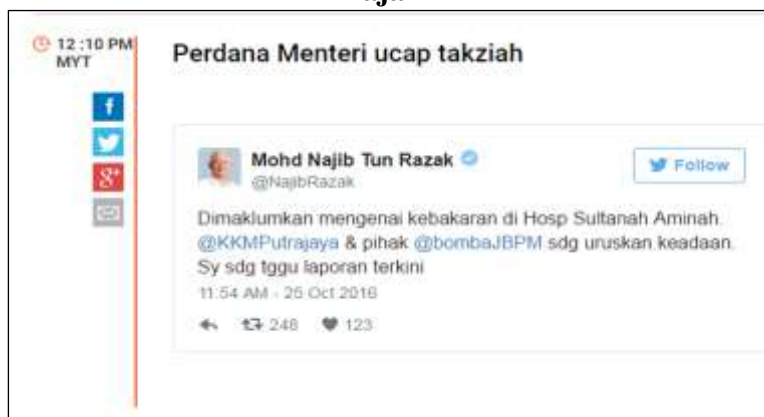 12 :10 PM
MYT
Perdana Menteri ucap takziah
Mohd Najib Tun Razak
@NajibRazak
Follow
Dimaklumkan mengenai kebakaran di Hosp Sultanah Aminah.
@KKMPutrajaya & pihak @bombaJBPM sdg uruskan keadaan.
Sy sdg tggu laporan terkini
11:54 AM - 25 Oct 2016
248 123